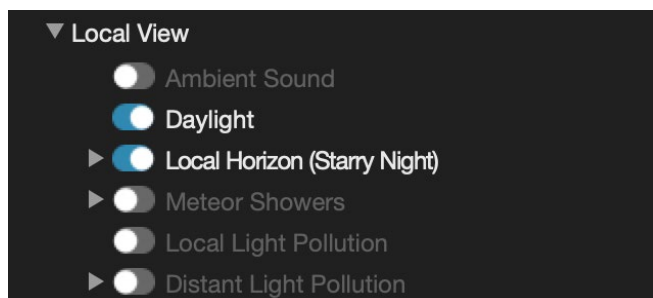 Local View
Ambient Sound
Daylight
Local Horizon (Starry Night)
Meteor Showers
Local Light Pollution
Distant Light Pollution